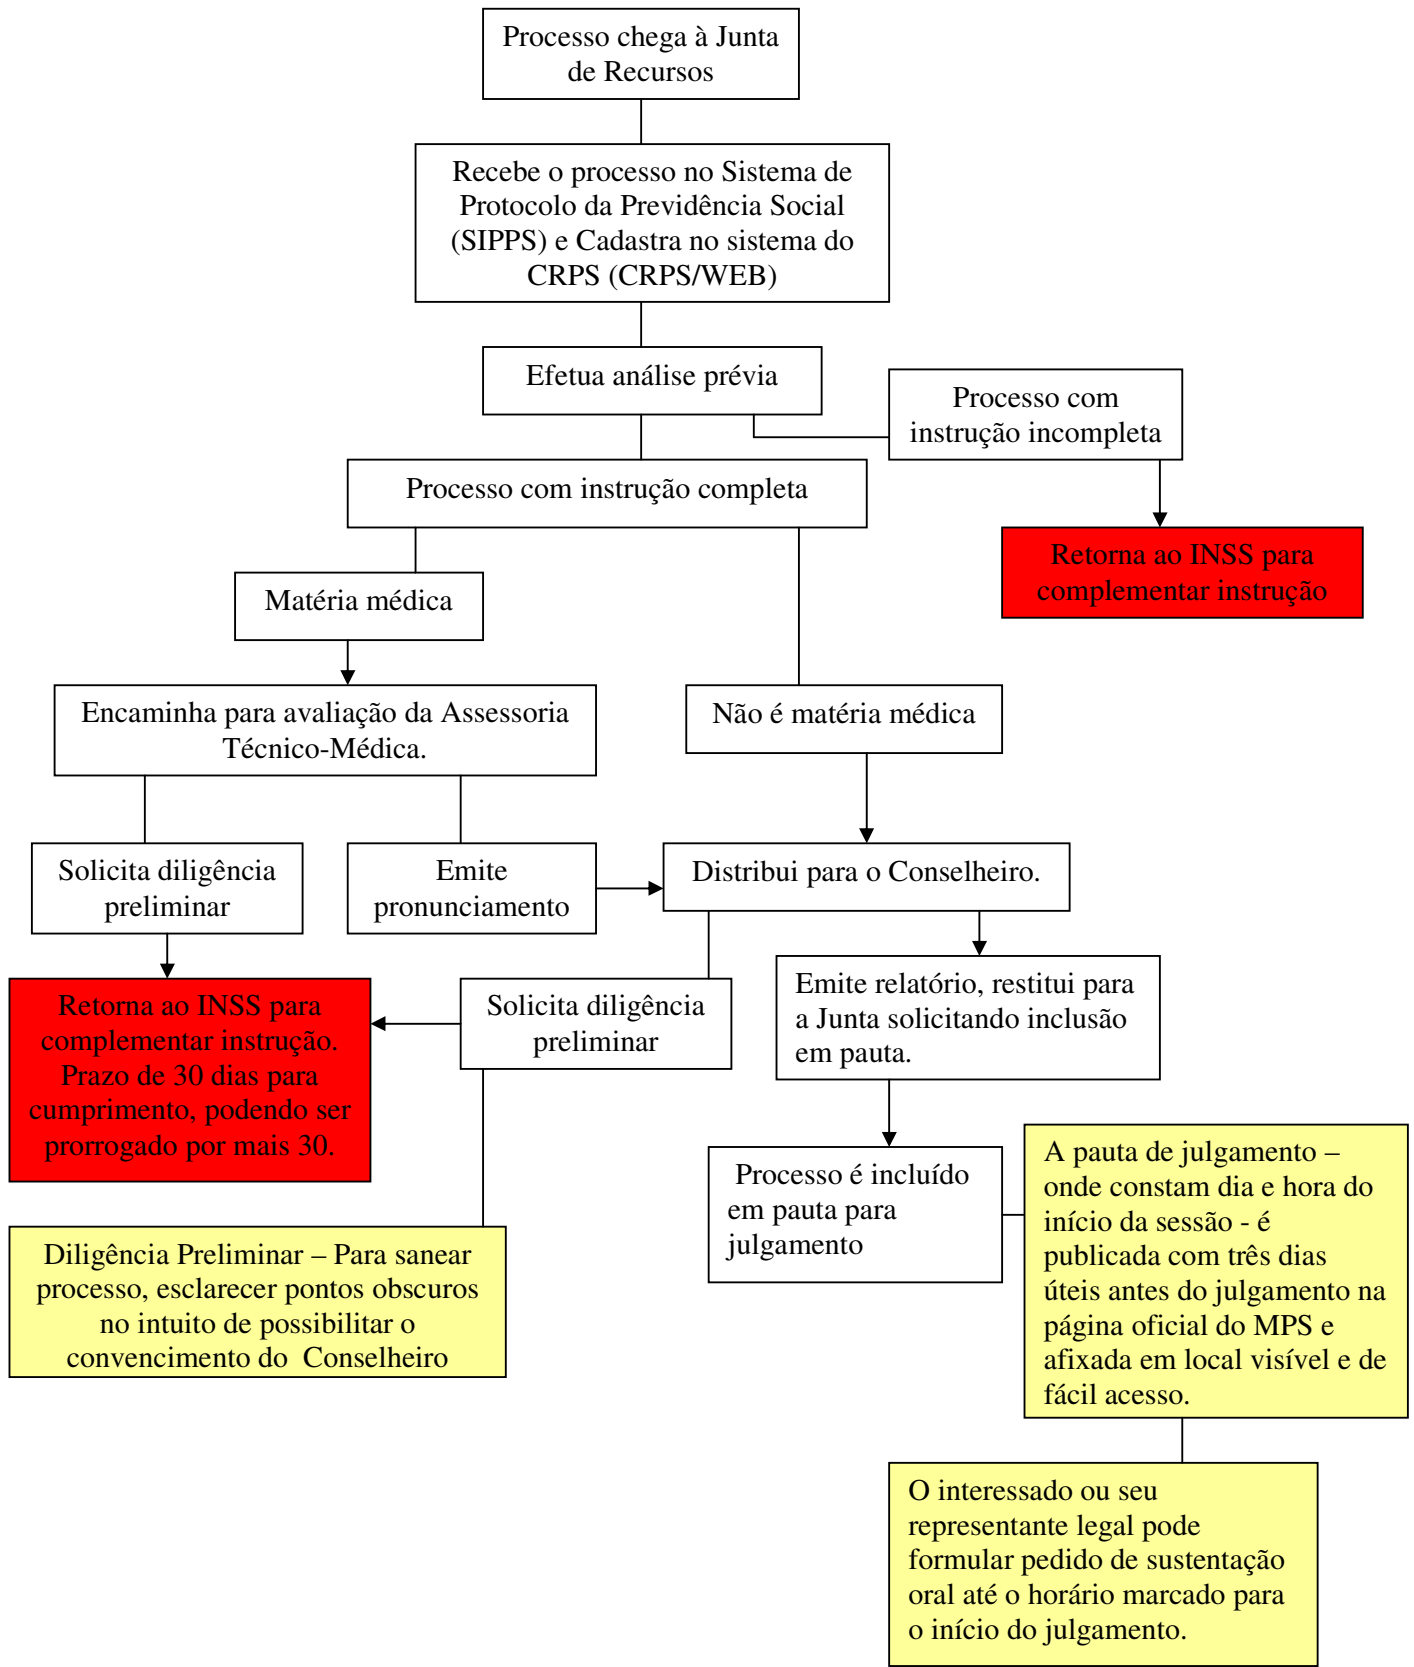 Processo chega à Junta
de Recursos
Recebe o processo no Sistema de
Protocolo da Previdência Social
(SIPPS) e Cadastra no sistema do
CRPS (CRPS/WEB)
Efetua análise prévia
Processo com
instrução incompleta
Processo com instrução completa
Retorna ao INSS para
complementar instrução
Matéria médica
Encaminha para avaliação da Assessoria
Técnico-Médica.
Não é matéria médica
Solicita diligência
preliminar
Emite
pronunciamento
Distribui para o Conselheiro.
Retorna ao INSS para
complementar instrução.
Prazo de 30 dias para
cumprimento, podendo ser
prorrogado por mais 30.
Solicita diligência
preliminar
Emite relatório, restitui para
a Junta solicitando inclusão
em pauta.
Processo é incluído
em pauta para
julgamento
A pauta de julgamento –
onde constam dia e hora do
início da sessão - é
publicada com três dias
úteis antes do julgamento na
página oficial do MPS e
afixada em local visível e de
fácil acesso.
Diligência Preliminar – Para sanear
processo, esclarecer pontos obscuros
no intuito de possibilitar o
convencimento do  Conselheiro
O interessado ou seu
representante legal pode
formular pedido de sustentação
oral até o horário marcado para
o início do julgamento.